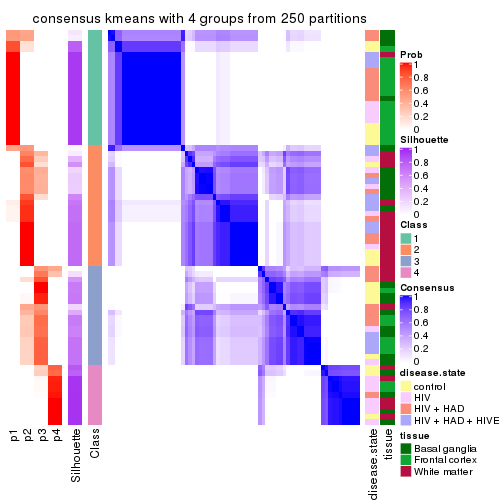 consensus kmeans with 4 groups from 250 partitions
Prob
1
0.8
0.6
0.4
0.2
0
Silhouette
1
0.8
0.6
0.4
0.2
0
Class
1
2
3
4
Consensus
1
0.8
0.6
0.4
0.2
0
disease.state
control
HIV
HIV + HAD
HIV + HAD + HIVE
tissue
Basal ganglia
Frontal cortex
White matter
p1
p2
p3
p4
Silhouette
Class
disease.state
tissue